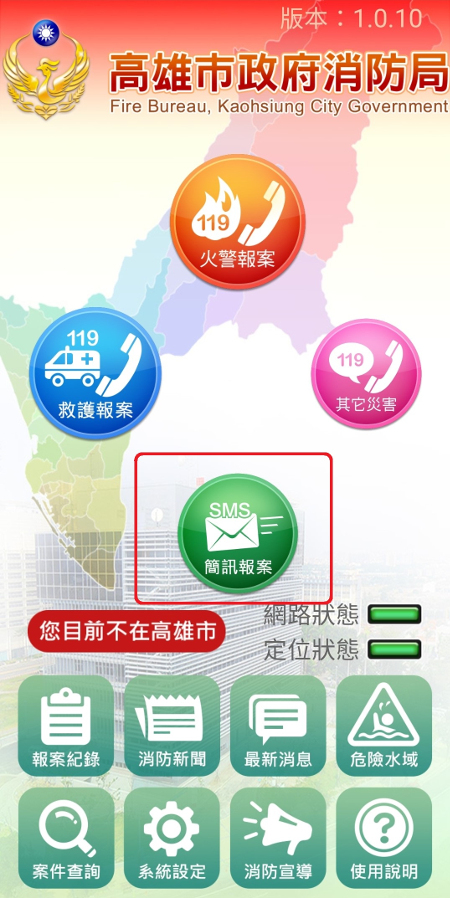 版本：1.0.10
高雄市政府消防局
Fire Bureau, Kaohsiung City Government
119
火警報案
119
救護報案
119
其它災害
SMS
簡訊報案
網路狀態
您目前不在高雄市
定位狀態
報案紀錄
消防新聞
最新消息
危險水域
案件查詢
系統設定
消防宣導
使用說明